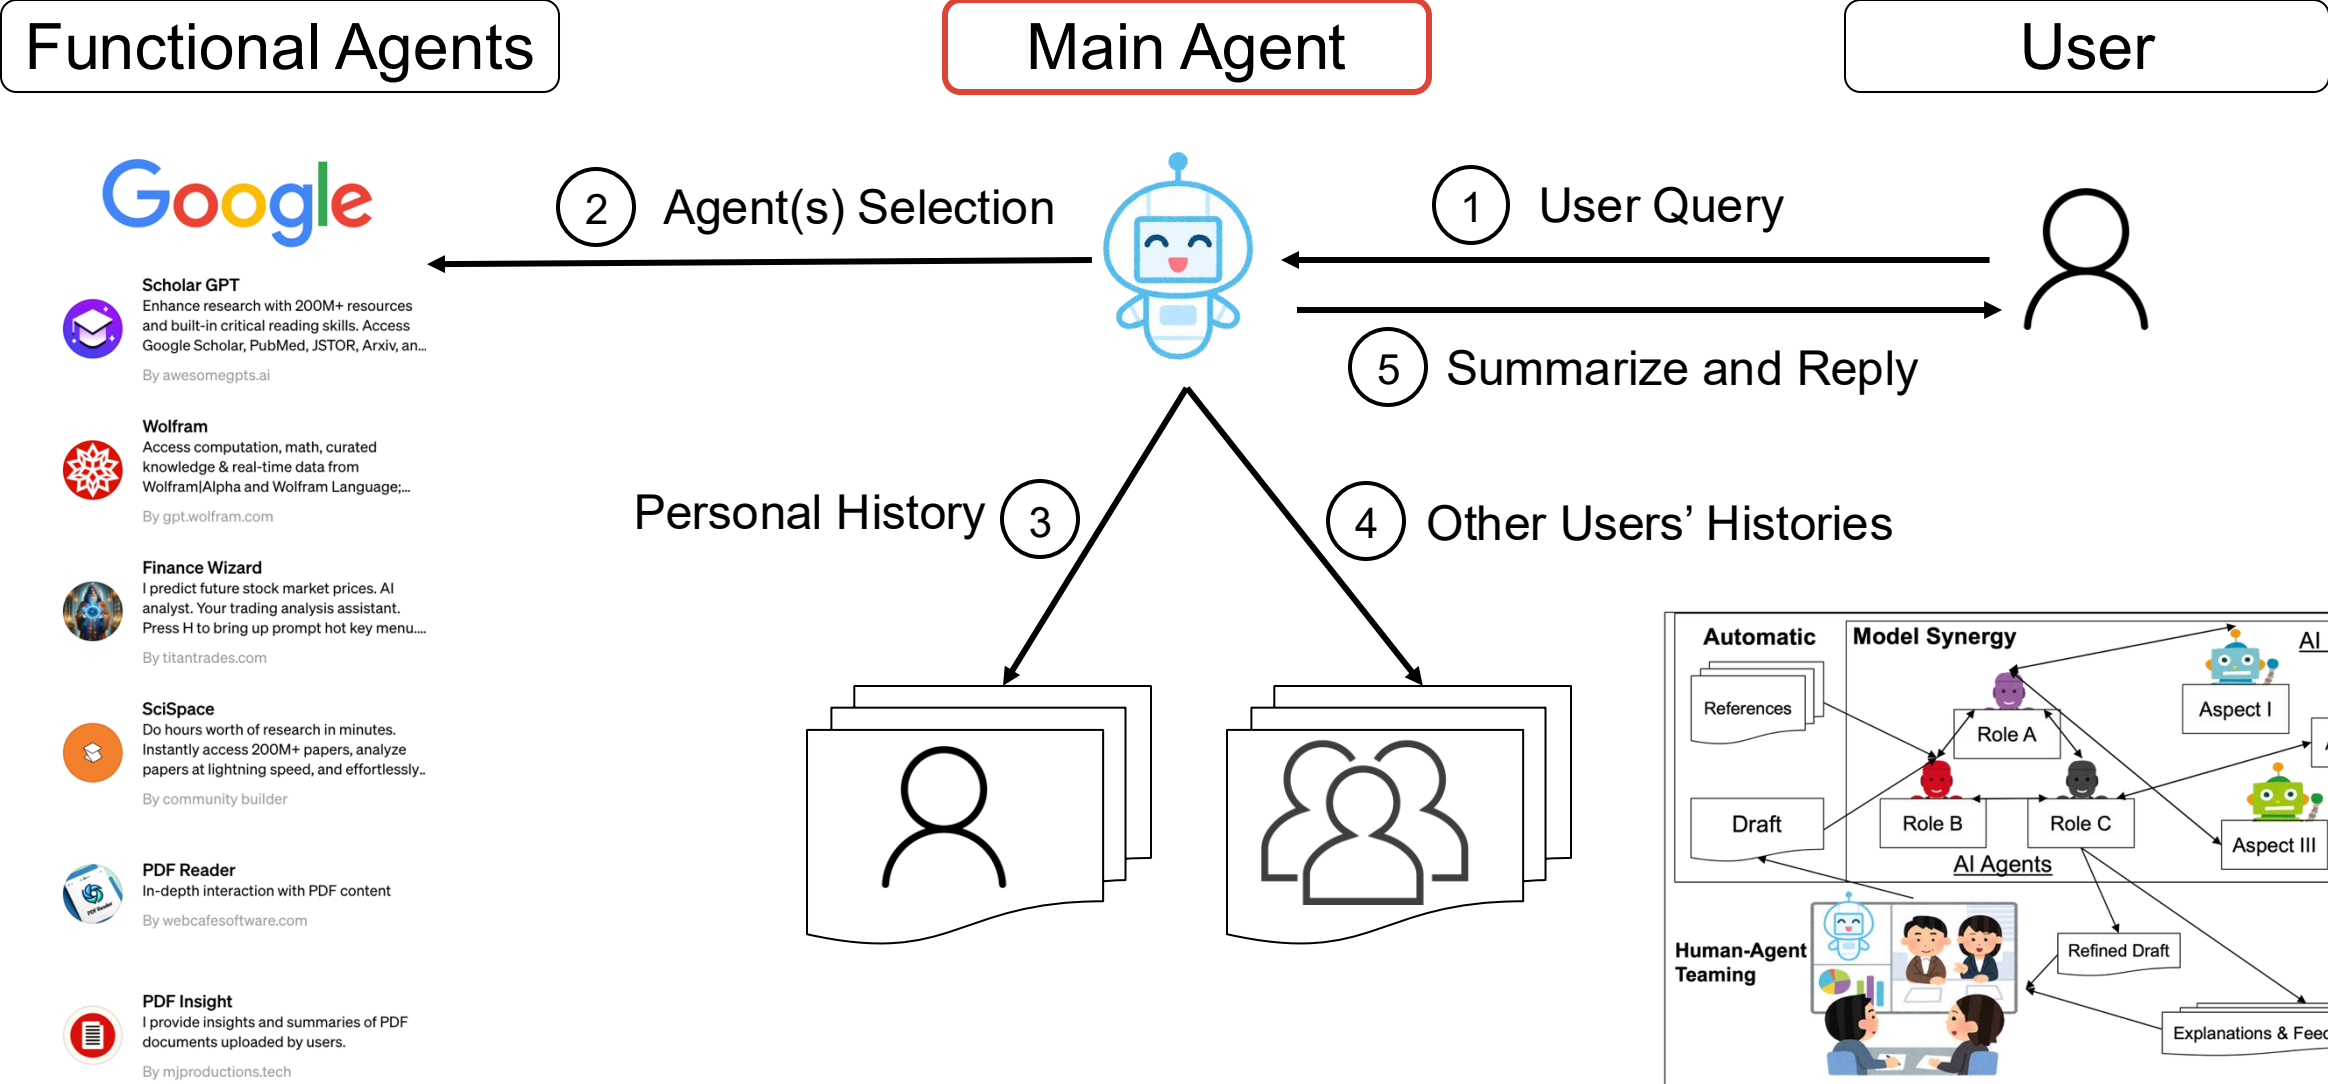 Functional Agents
Main Agent
User
Google
2 Agent(s) Selection
1 User Query
5 Summarize and Reply
Personal History 3
4 Other Users’ Histories
Scholar GPT
Enhance research with 200M+ resources
and built-in critical reading skills. Access
Google Scholar, PubMed, JSTOR, Arxiv, an...
By awesomegpts.ai
Wolfram
Access computation, math, curated
knowledge & real-time data from
Wolfram|Alpha and Wolfram Language;...
By gpt.wolfram.com
Finance Wizard
I predict future stock market prices. AI
analyst. Your trading analysis assistant.
Press H to bring up prompt hot key menu....
By titantrades.com
SciSpace
Do hours worth of research in minutes.
Instantly access 200M+ papers, analyze
papers at lightning speed, and effortlessly..
By community builder
PDF Reader
In-depth interaction with PDF content
By webcafesoftware.com
PDF Reader
PDF Insight
I provide insights and summaries of PDF
documents uploaded by users.
By mjproductions.tech
Automatic
Model Synergy
AI
References
Role A
Aspect I
Draft
Role B
Role C
Aspect III
AI Agents
Human-Agent
Teaming
Refined Draft
Explanations & Feed